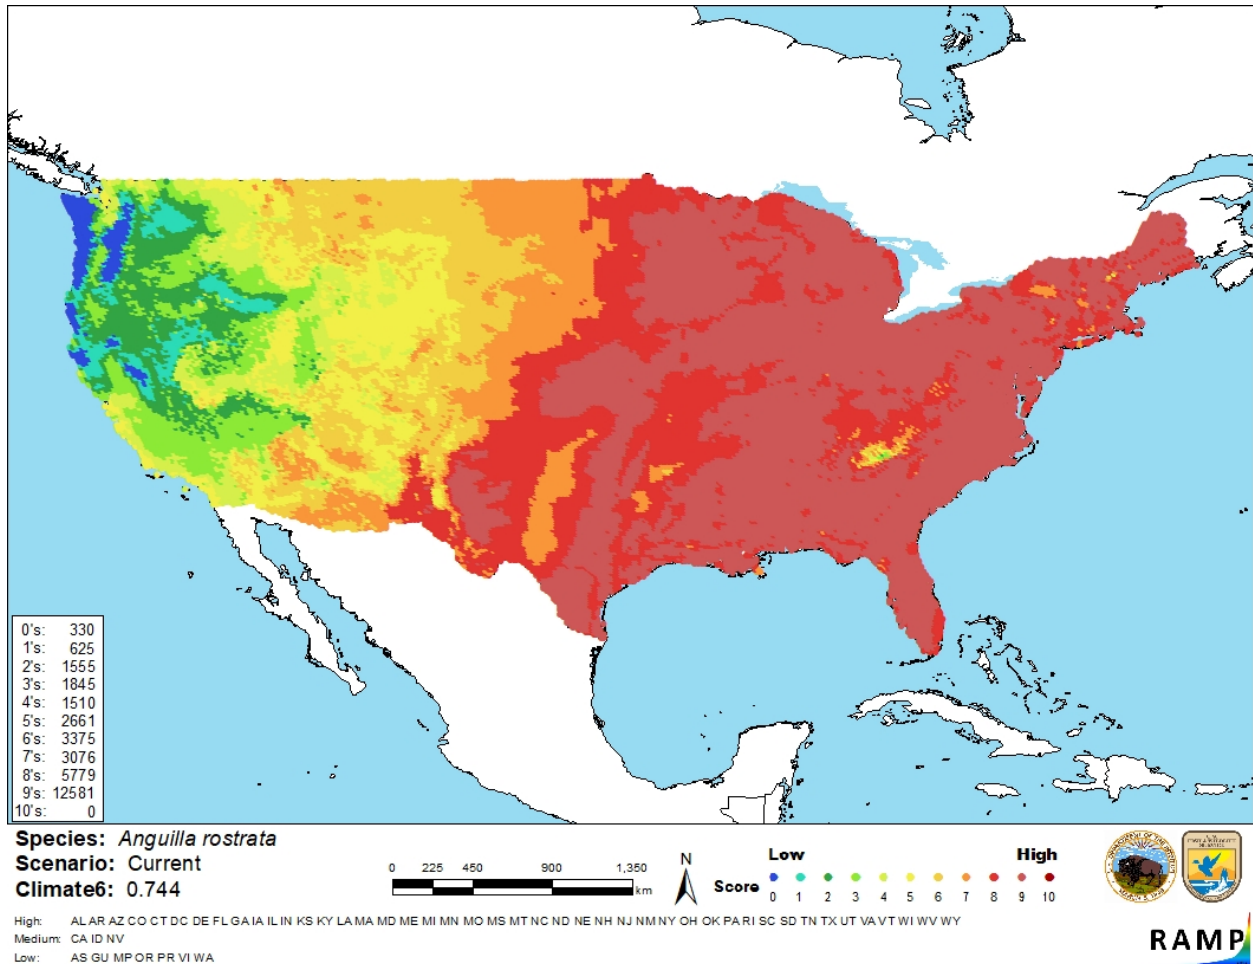 0's: 330
1's: 625
2's: 1555
3's: 1845
4's: 1510
5's: 2661
6's: 3375
7's: 3076
8's: 5779
9's: 12581
10's: 0
Species: Anguilla rostrata
Scenario: Current
Climate6: 0.744
0 225 450 900 1,350
km
N
Low High
Score
0 1 2 3 4 5 6 7 8 9 10
High: AL AR AZ CO CT DC DE FL GA IA IL IN KS KY LA MA MD ME MI MN MO MS MT NC ND NE NH NJ NM NY OH OK PA RI SC SD TN TX UT VA VT WI WV WY
Medium: CA ID NV
Low: AS GU MP OR PR VI WA
RAMP